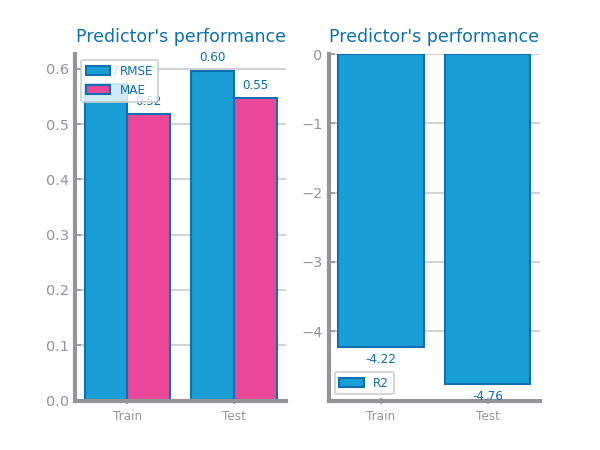 Predictor's performance
0.6
0.5
0.4
0.3
0.2
0.1
0.0
RMSE
MAE
0.52
0.60
0.55
Train
Test
Predictor's performance
0
−1
−2
−3
−4
-4.22
-4.76
R2
Train
Test